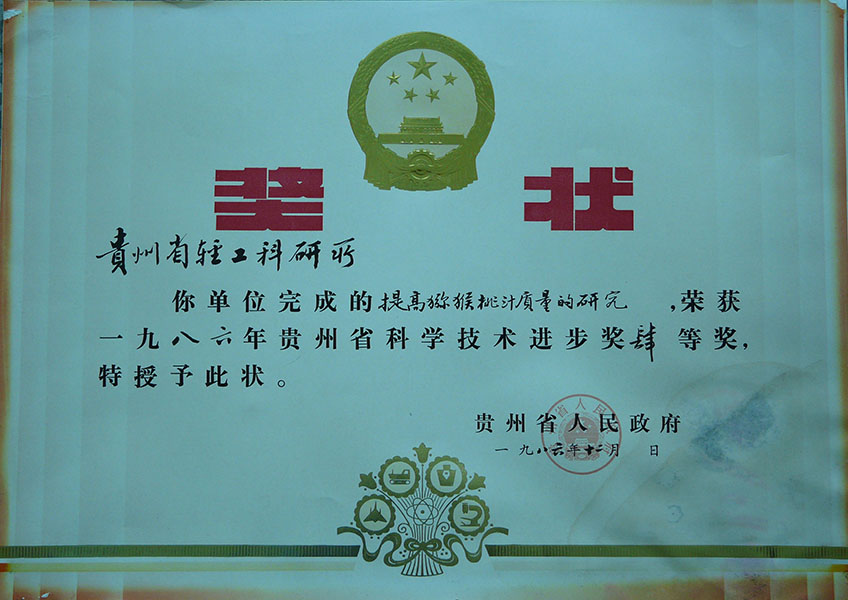 奖状
貴州省轻工科研所
你单位完成的提高猕猴桃汁质量的研究,荣获
一九八六年贵州省科学技术进步奖肆等奖,
特授予此状。
贵州省人民政府
一九八六年十二月 日
3